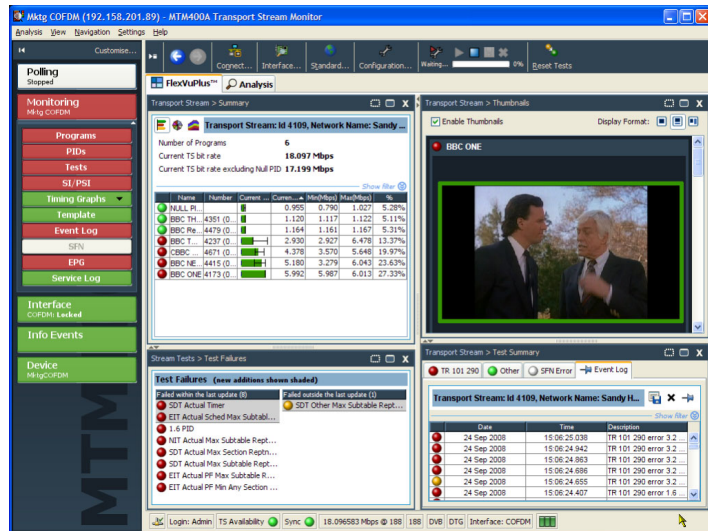 Mktg COFDM (192.158.201.89) - MTM400A Transport Stream Monitor
Analysis View Navigation Settings Help
Customise...
Connect... Interface... Standard... Configuration... Waiting... 0% Reset Tests
Polling
Stopped
Monitoring
Mktg COFDM
Programs
PIDs
Tests
SI/PSI
Timing Graphs
Template
Event Log
SFN
EPG
Service Log
Interface
COFDM: Locked
Info Events
Device
MktgCOFDM
MTM
FlexVuPlus™ Analysis
Transport Stream > Summary
Transport Stream: Id 4109, Network Name: Sandy ...
Number of Programs 6
Current TS bit rate 18.097 Mbps
Current TS bit rate excluding Null PID 17.199 Mbps
Show filter
Name Number Current ... Curren... Min(Mbps) Max(Mbps) %
NULL PI... 0.955 0.790 1.027 5.28%
BBC TH... 4351 (0... 1.120 1.117 1.122 5.11%
BBC Re... 4479 (0... 1.164 1.161 1.167 5.31%
BBC T... 4237 (0... 2.930 2.927 6.478 13.37%
CBBC ... 4671 (0... 4.378 3.570 5.648 19.97%
BBC NE... 4415 (0... 5.180 3.279 6.043 23.63%
BBC ONE 4173 (0... 5.992 5.987 6.013 27.33%
Transport Stream > Thumbnails
Enable Thumbnails Display Format:
BBC ONE
Stream Tests > Test Failures
Test Failures (new additions shown shaded)
Failed within the last update (8) Failed outside the last update (1)
SDT Actual Timer SDT Other Max Subtable Rept...
EIT Actual Sched Max Subtabl...
1.6 PID
NIT Actual Max Subtable Rept...
SDT Actual Max Section Reptn...
SDT Actual Max Subtable Rept...
EIT Actual PF Max Subtable R...
EIT Actual PF Min Any Section ...
Transport Stream > Test Summary
TR 101 290 Other SFN Error Event Log
Transport Stream: Id 4109, Network Name: Sandy H...
Show filter
Date Time Description
24 Sep 2008 15:06:25.038 TR 101 290 error 3.2 ...
24 Sep 2008 15:06:24.942 TR 101 290 error 3.2 ...
24 Sep 2008 15:06:24.863 TR 101 290 error 3.2 ...
24 Sep 2008 15:06:24.686 TR 101 290 error 3.2 ...
24 Sep 2008 15:06:24.655 TR 101 290 error 3.2 ...
24 Sep 2008 15:06:24.407 TR 101 290 error 1.6 ...
Login: Admin TS Availability Sync 18.096583 Mbps @ 188 188 DVB DTG Interface: COFDM